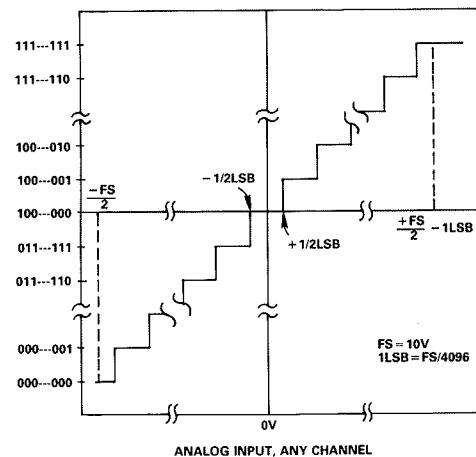 111---111
111---110
100---010
100---001
100---000
011---111
011---110
000---001
000---000
-FS
2
-1/2LSB
+1/2LSB
+FS
2
-1LSB
FS=10V
1LSB=FS/4096
0V
ANALOG INPUT, ANY CHANNEL